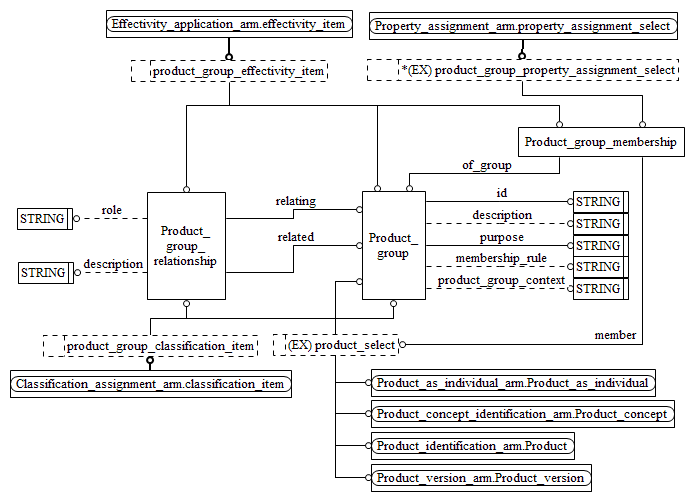 Effectivity_application_arm.effectivity_item
Property_assignment_arm.property_assignment_select
product_group_effectivity_item
*(EX) product_group_property_assignment_select
Product_group_membership
of_group
STRING
role
relating
id
STRING
description
STRING
Product_
group_
relationship
Product_
group
related
purpose
STRING
STRING
description
membership_rule
STRING
product_group_context
STRING
member
product_group_classification_item
(EX) product_select
Classification_assignment_arm.classification_item
Product_as_individual_arm.Product_as_individual
Product_concept_identification_arm.Product_concept
Product_identification_arm.Product
Product_version_arm.Product_version